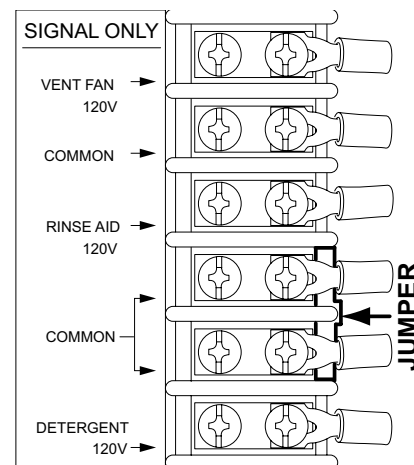 SIGNAL ONLY
VENT FAN
120V
COMMON
RINSE AID
120V
COMMON
JUMPER
DETERGENT
120V